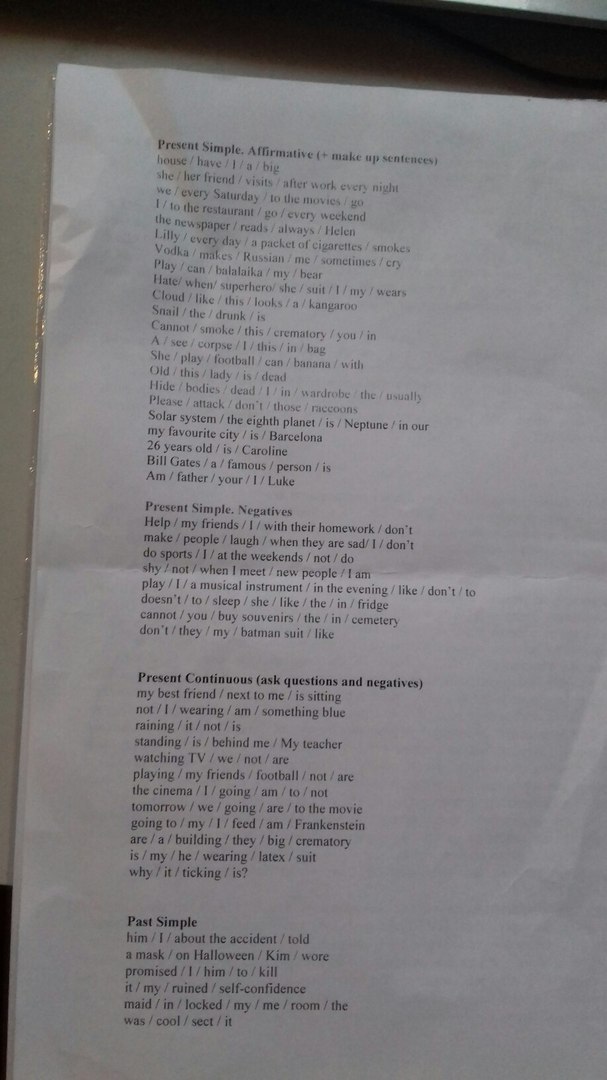 Present Simple. Affirmative (+ make up sentences)
house / have / I / a / big
she / her friend / visits / after work every night
we / every Saturday / to the movies / go
I / to the restaurant / go / every weekend
the newspaper / reads / always / Helen
Lilly / every day / a packet of cigarettes / smokes
Vodka / makes / Russian / me / sometimes / cry
Play / can / balalaika / my / bear
Hate/ when/ superhero/ she / suit / I / my / wears
Cloud / like / this / looks / a / kangaroo
Snail / the / drunk / is
Cannot / smoke / this / crematory / you / in
A / see / corpse / I / this / in / bag
She / play / football / can / banana / with
Old / this / lady / is / dead
Hide / bodies / dead / I / in / wardrobe / the / usually
Please / attack / don't / those / raccoons
Solar system / the eighth planet / is / Neptune / in our
my favourite city / is / Barcelona
26 years old / is / Caroline
Bill Gates / a / famous / person / is
Am / father / your / I / Luke
Present Simple. Negatives
Help / my friends / I / with their homework / don't
make / people / laugh / when they are sad/ I / don't
do sports / I / at the weekends / not / do
shy / not / when I meet / new people / I am
play / I / a musical instrument / in the evening / like / don't / to
doesn't / to / sleep / she / like / the / in / fridge
cannot / you / buy souvenirs / the / in / cemetery
don't / they / my / batman suit / like
Present Continuous (ask questions and negatives)
my best friend / next to me / is sitting
not / I / wearing / am / something blue
raining / it / not / is
standing / is / behind me / My teacher
watching TV / we / not / are
playing / my friends / football / not / are
the cinema / I / going / am / to / not
tomorrow / we / going / are / to the movie
going to / my / I / feed / am / Frankenstein
are / a / building / they / big / crematory
is / my / he / wearing / latex / suit
why / it / ticking / is?
Past Simple
him / I / about the accident / told
a mask / on Halloween / Kim / wore
promised / I / him / to / kill
it / my / ruined / self-confidence
maid / in / locked / my / me / room / the
was / cool / sect / it